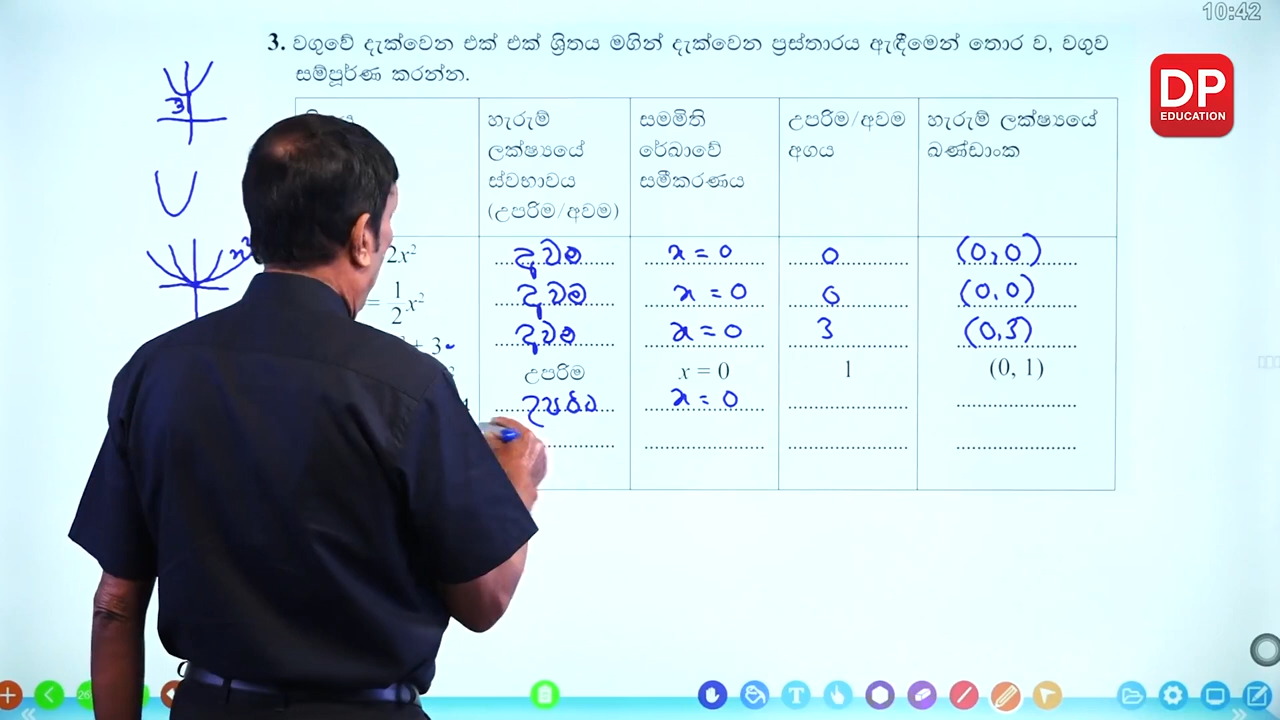 10:42
3. වගුවේ දැක්වෙන එක් එක් ශ්‍රිතය මගින් දැක්වෙන ප්‍රස්තාරය ඇඳීමෙන් තොර ව, වගුව
සම්පූර්ණ කරන්න.
DP
EDUCATION
3
හැරුම් ලක්ෂ්‍යයේ ස්වභාවය (උපරිම/අවම)
සමමිති රේඛාවේ සමීකරණය
උපරිම/අවම අගය
හැරුම් ලක්ෂ්‍යයේ ඛණ්ඩාංක
2x² අවම x = 0 0 (0,0)
= 1/2 x² අවම x = 0 0 (0,0)
+ 3 අවම x = 0 3 (0,3)
උපරිම x = 0 1 (0, 1)
4 උපරිම x = 0